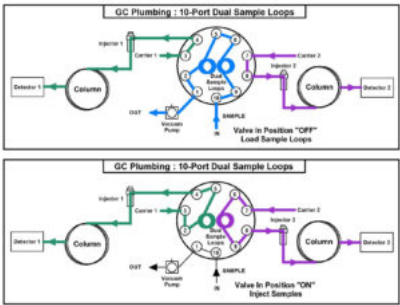 GC Plumbing : 10-Port Dual Sample Loops
Injector 1
Carrier 1
Carrier 2
Injector 2
Detector 1
Column
Dual
Sample
Loops
Column
Detector 2
OUT
Vacuum
Pump
SAMPLE
IN
Valve In Position "OFF"
Load Sample Loops
GC Plumbing : 10-Port Dual Sample Loops
Injector 1
Carrier 1
Carrier 2
Injector 2
Detector 1
Column
Dual
Sample
Loops
Column
Detector 2
OUT
Vacuum
Pump
SAMPLE
IN
Valve In Position "ON"
Inject Samples